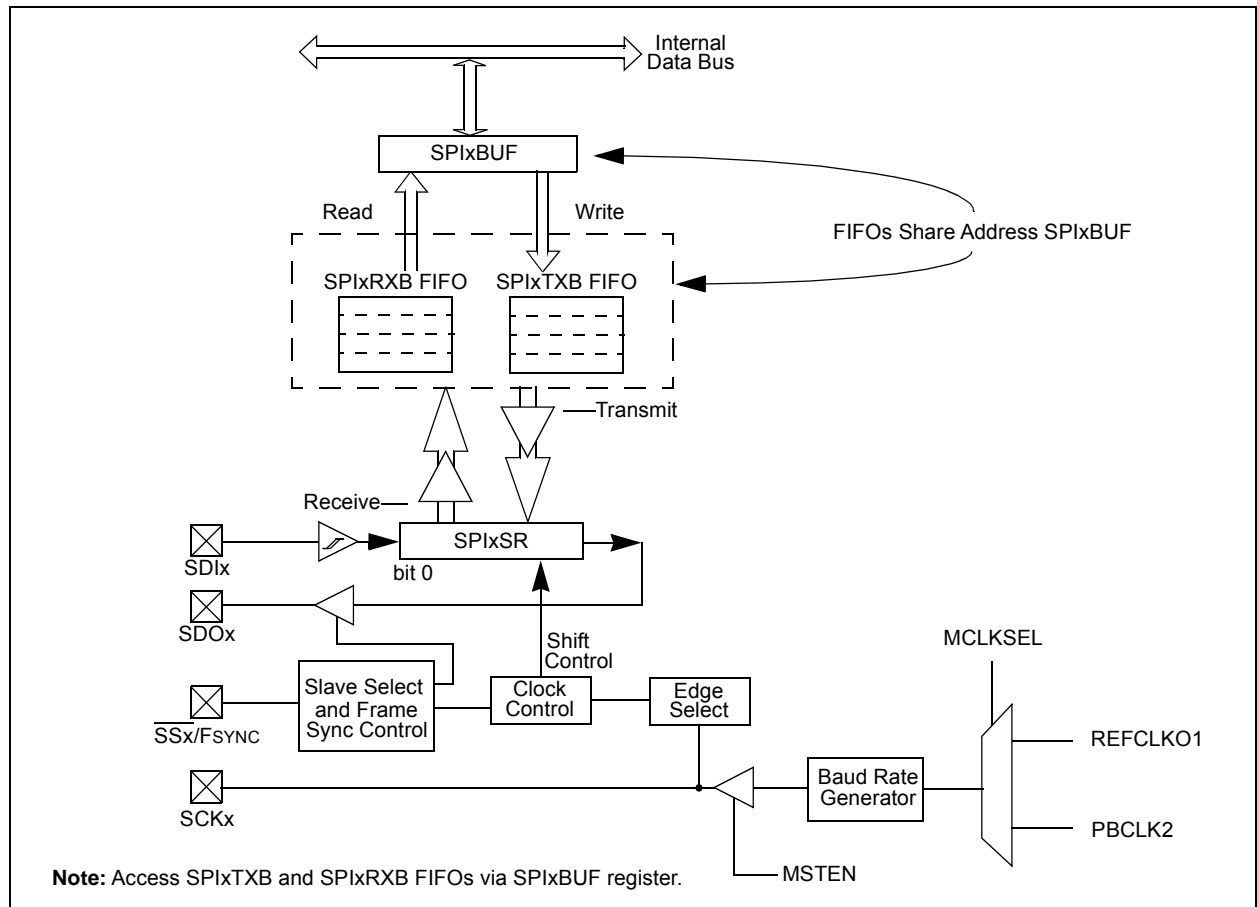 Internal
Data Bus
SPIxBUF
Read
Write
FIFOs Share Address SPIxBUF
SPIxRXB FIFO
SPIxTXB FIFO
Transmit
Receive
SPIxSR
SDIx
bit 0
SDOx
Shift
Control
MCLKSEL
Slave Select
and Frame
Sync Control
Clock
Control
Edge
Select
SSx/FSYNC
REFCLKO1
Baud Rate
Generator
SCKx
PBCLK2
MSTEN
Note: Access SPIxTXB and SPIxRXB FIFOs via SPIxBUF register.